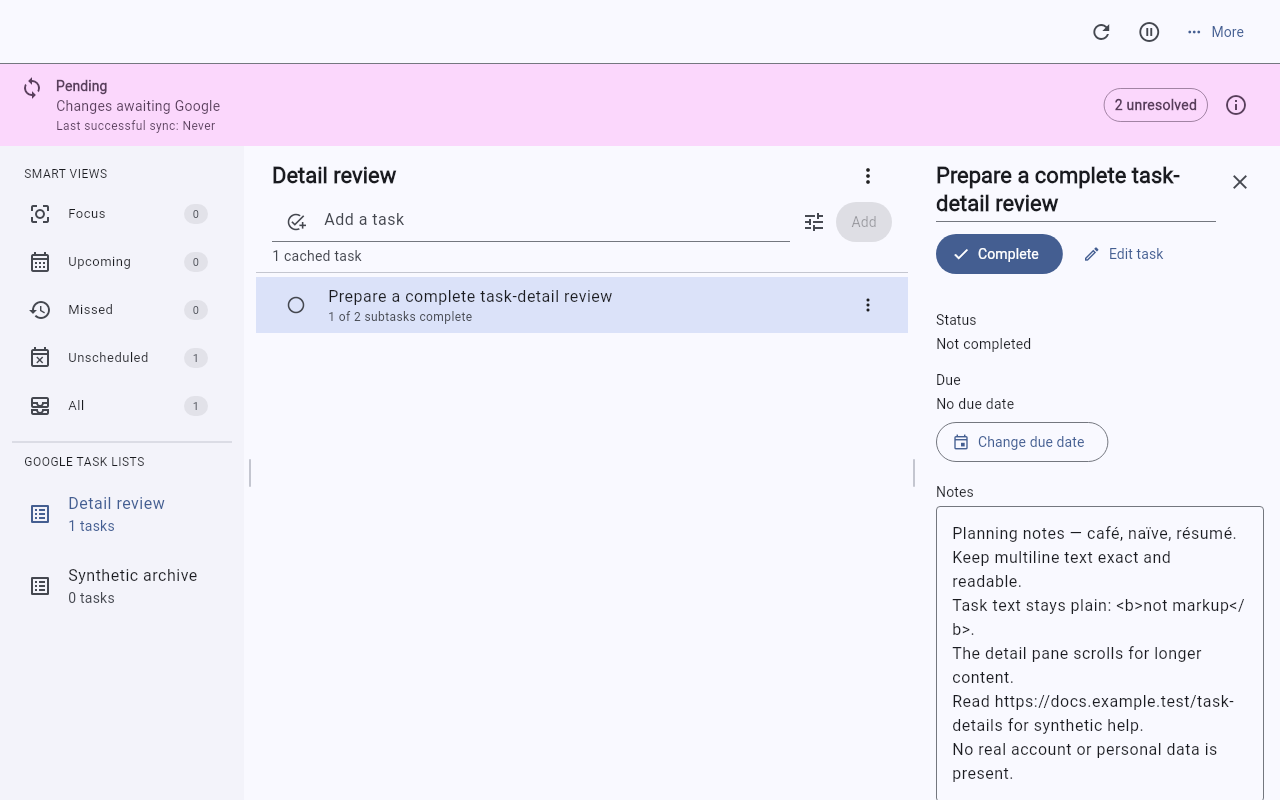 More
Pending
Changes awaiting Google
Last successful sync: Never
2 unresolved
SMART VIEWS
Focus 0
Upcoming 0
Missed 0
Unscheduled 1
All 1
GOOGLE TASK LISTS
Detail review
1 tasks
Synthetic archive
0 tasks
Detail review
Add a task
Add
1 cached task
Prepare a complete task-detail review
1 of 2 subtasks complete
Prepare a complete task-
detail review
Complete
Edit task
Status
Not completed
Due
No due date
Change due date
Notes
Planning notes — café, naïve, résumé.
Keep multiline text exact and
readable.
Task text stays plain: <b>not markup</
b>.
The detail pane scrolls for longer
content.
Read https://docs.example.test/task-
details for synthetic help.
No real account or personal data is
present.